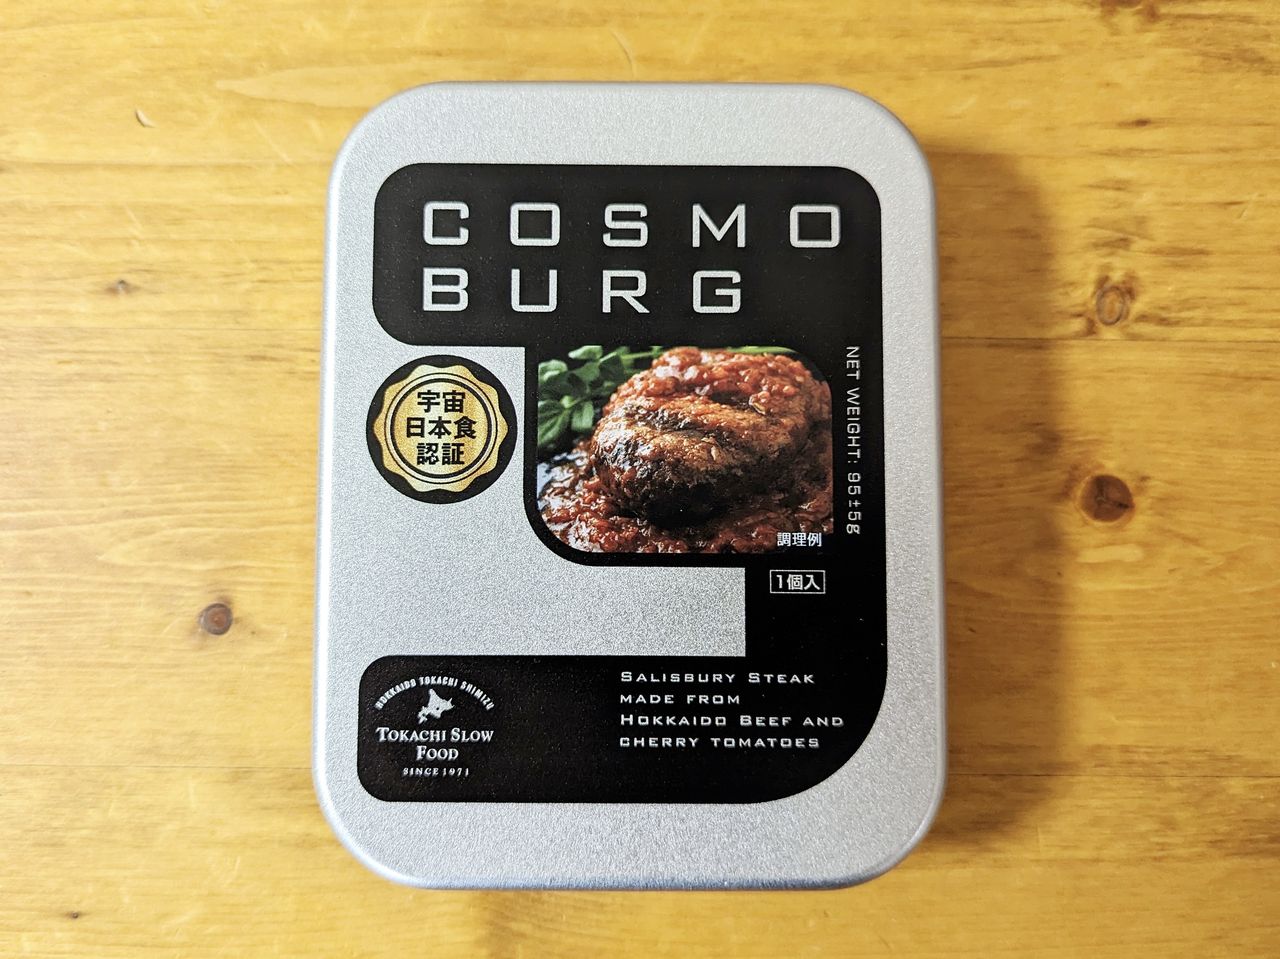 COSMO
BURG
宇宙
日本食
認証
NET WEIGHT: 95±5g
調理例
1個入
HOKKAIDO TOKACHI SHIMIZU
TOKACHI SLOW
FOOD
SINCE 1971
SALISBURY STEAK
MADE FROM
HOKKAIDO BEEF AND
CHERRY TOMATOES